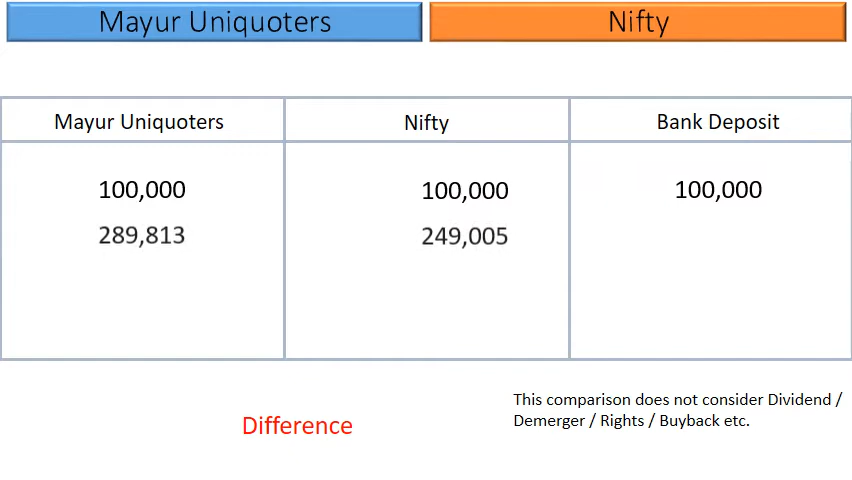 Mayur Uniquoters
Nifty
Mayur Uniquoters
Nifty
Bank Deposit
100,000
100,000
100,000
289,813
249,005
This comparison does not consider Dividend /
Demerger / Rights / Buyback etc.
Difference